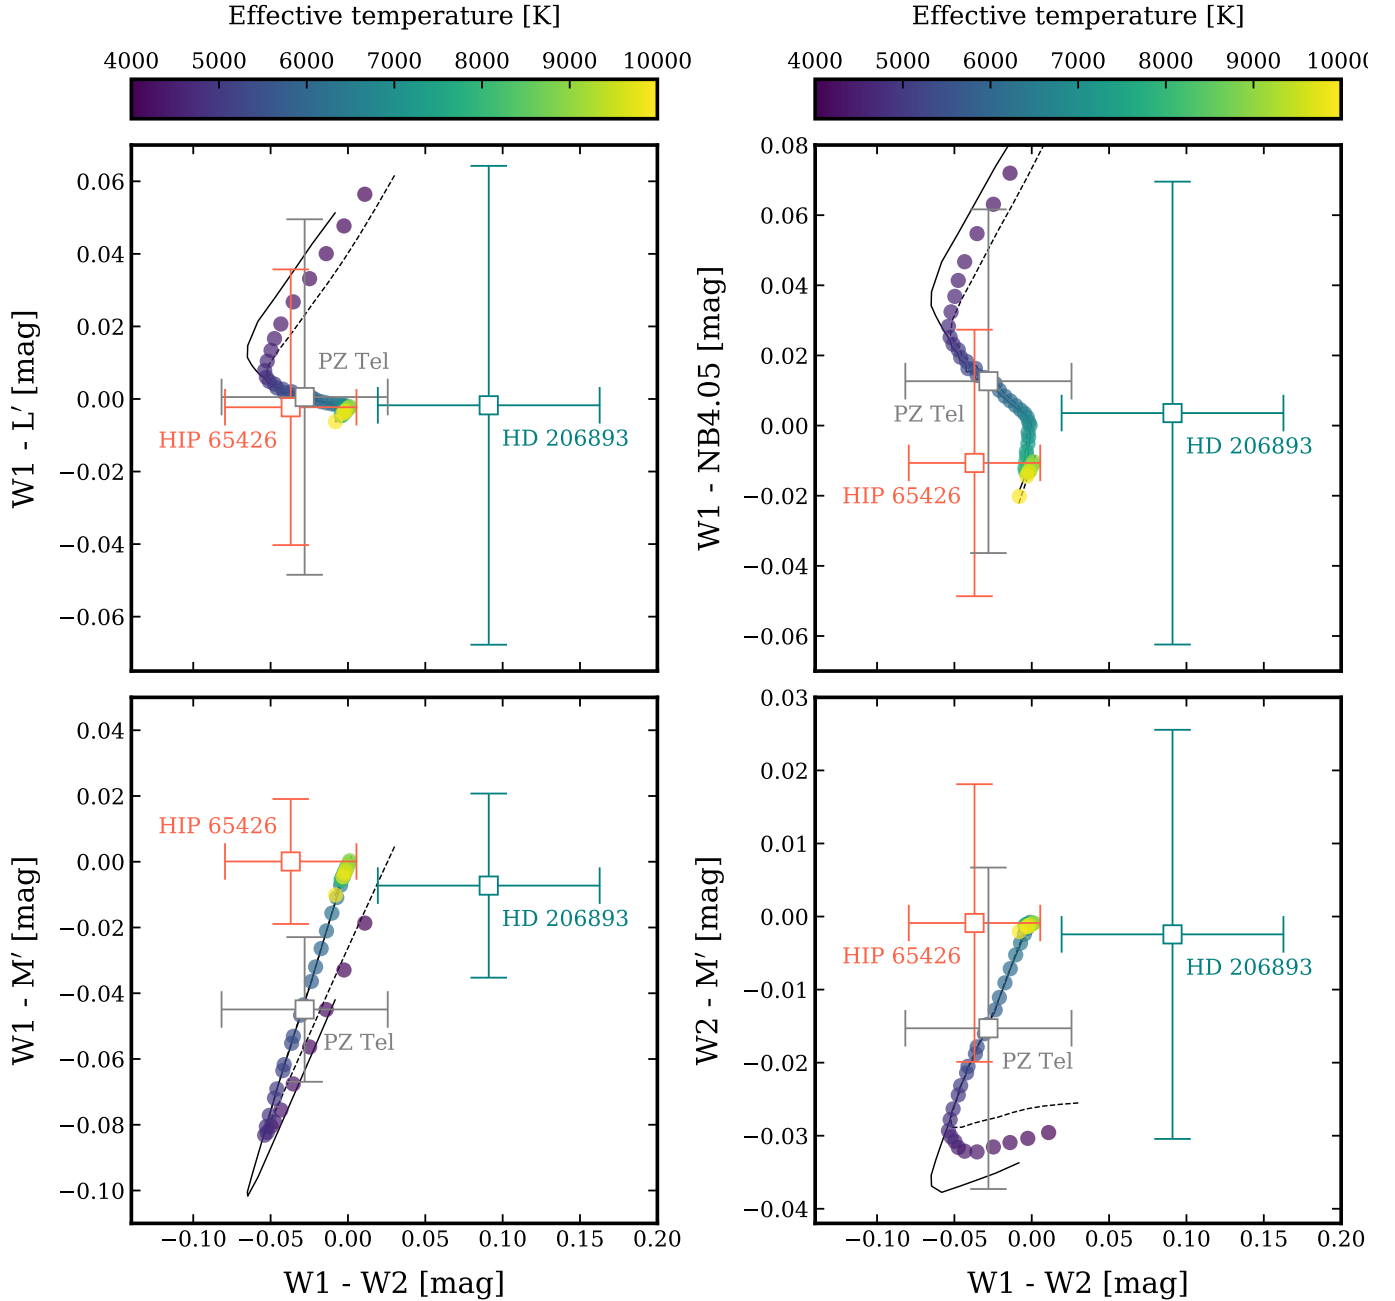 Effective temperature [K]
Effective temperature [K]
4000 5000 6000 7000 8000 9000 10000
4000 5000 6000 7000 8000 9000 10000
W1 - L′ [mag]
0.06
0.04
0.02
0.00
−0.02
−0.04
−0.06
PZ Tel
HIP 65426
HD 206893
W1 - NB4.05 [mag]
0.08
0.06
0.04
0.02
0.00
−0.02
−0.04
−0.06
PZ Tel
HIP 65426
HD 206893
W1 - M′ [mag]
0.04
0.02
0.00
−0.02
−0.04
−0.06
−0.08
−0.10
HIP 65426
HD 206893
PZ Tel
−0.10 −0.05 0.00 0.05 0.10 0.15 0.20
W1 - W2 [mag]
W2 - M′ [mag]
0.03
0.02
0.01
0.00
−0.01
−0.02
−0.03
−0.04
HIP 65426
HD 206893
PZ Tel
−0.10 −0.05 0.00 0.05 0.10 0.15 0.20
W1 - W2 [mag]